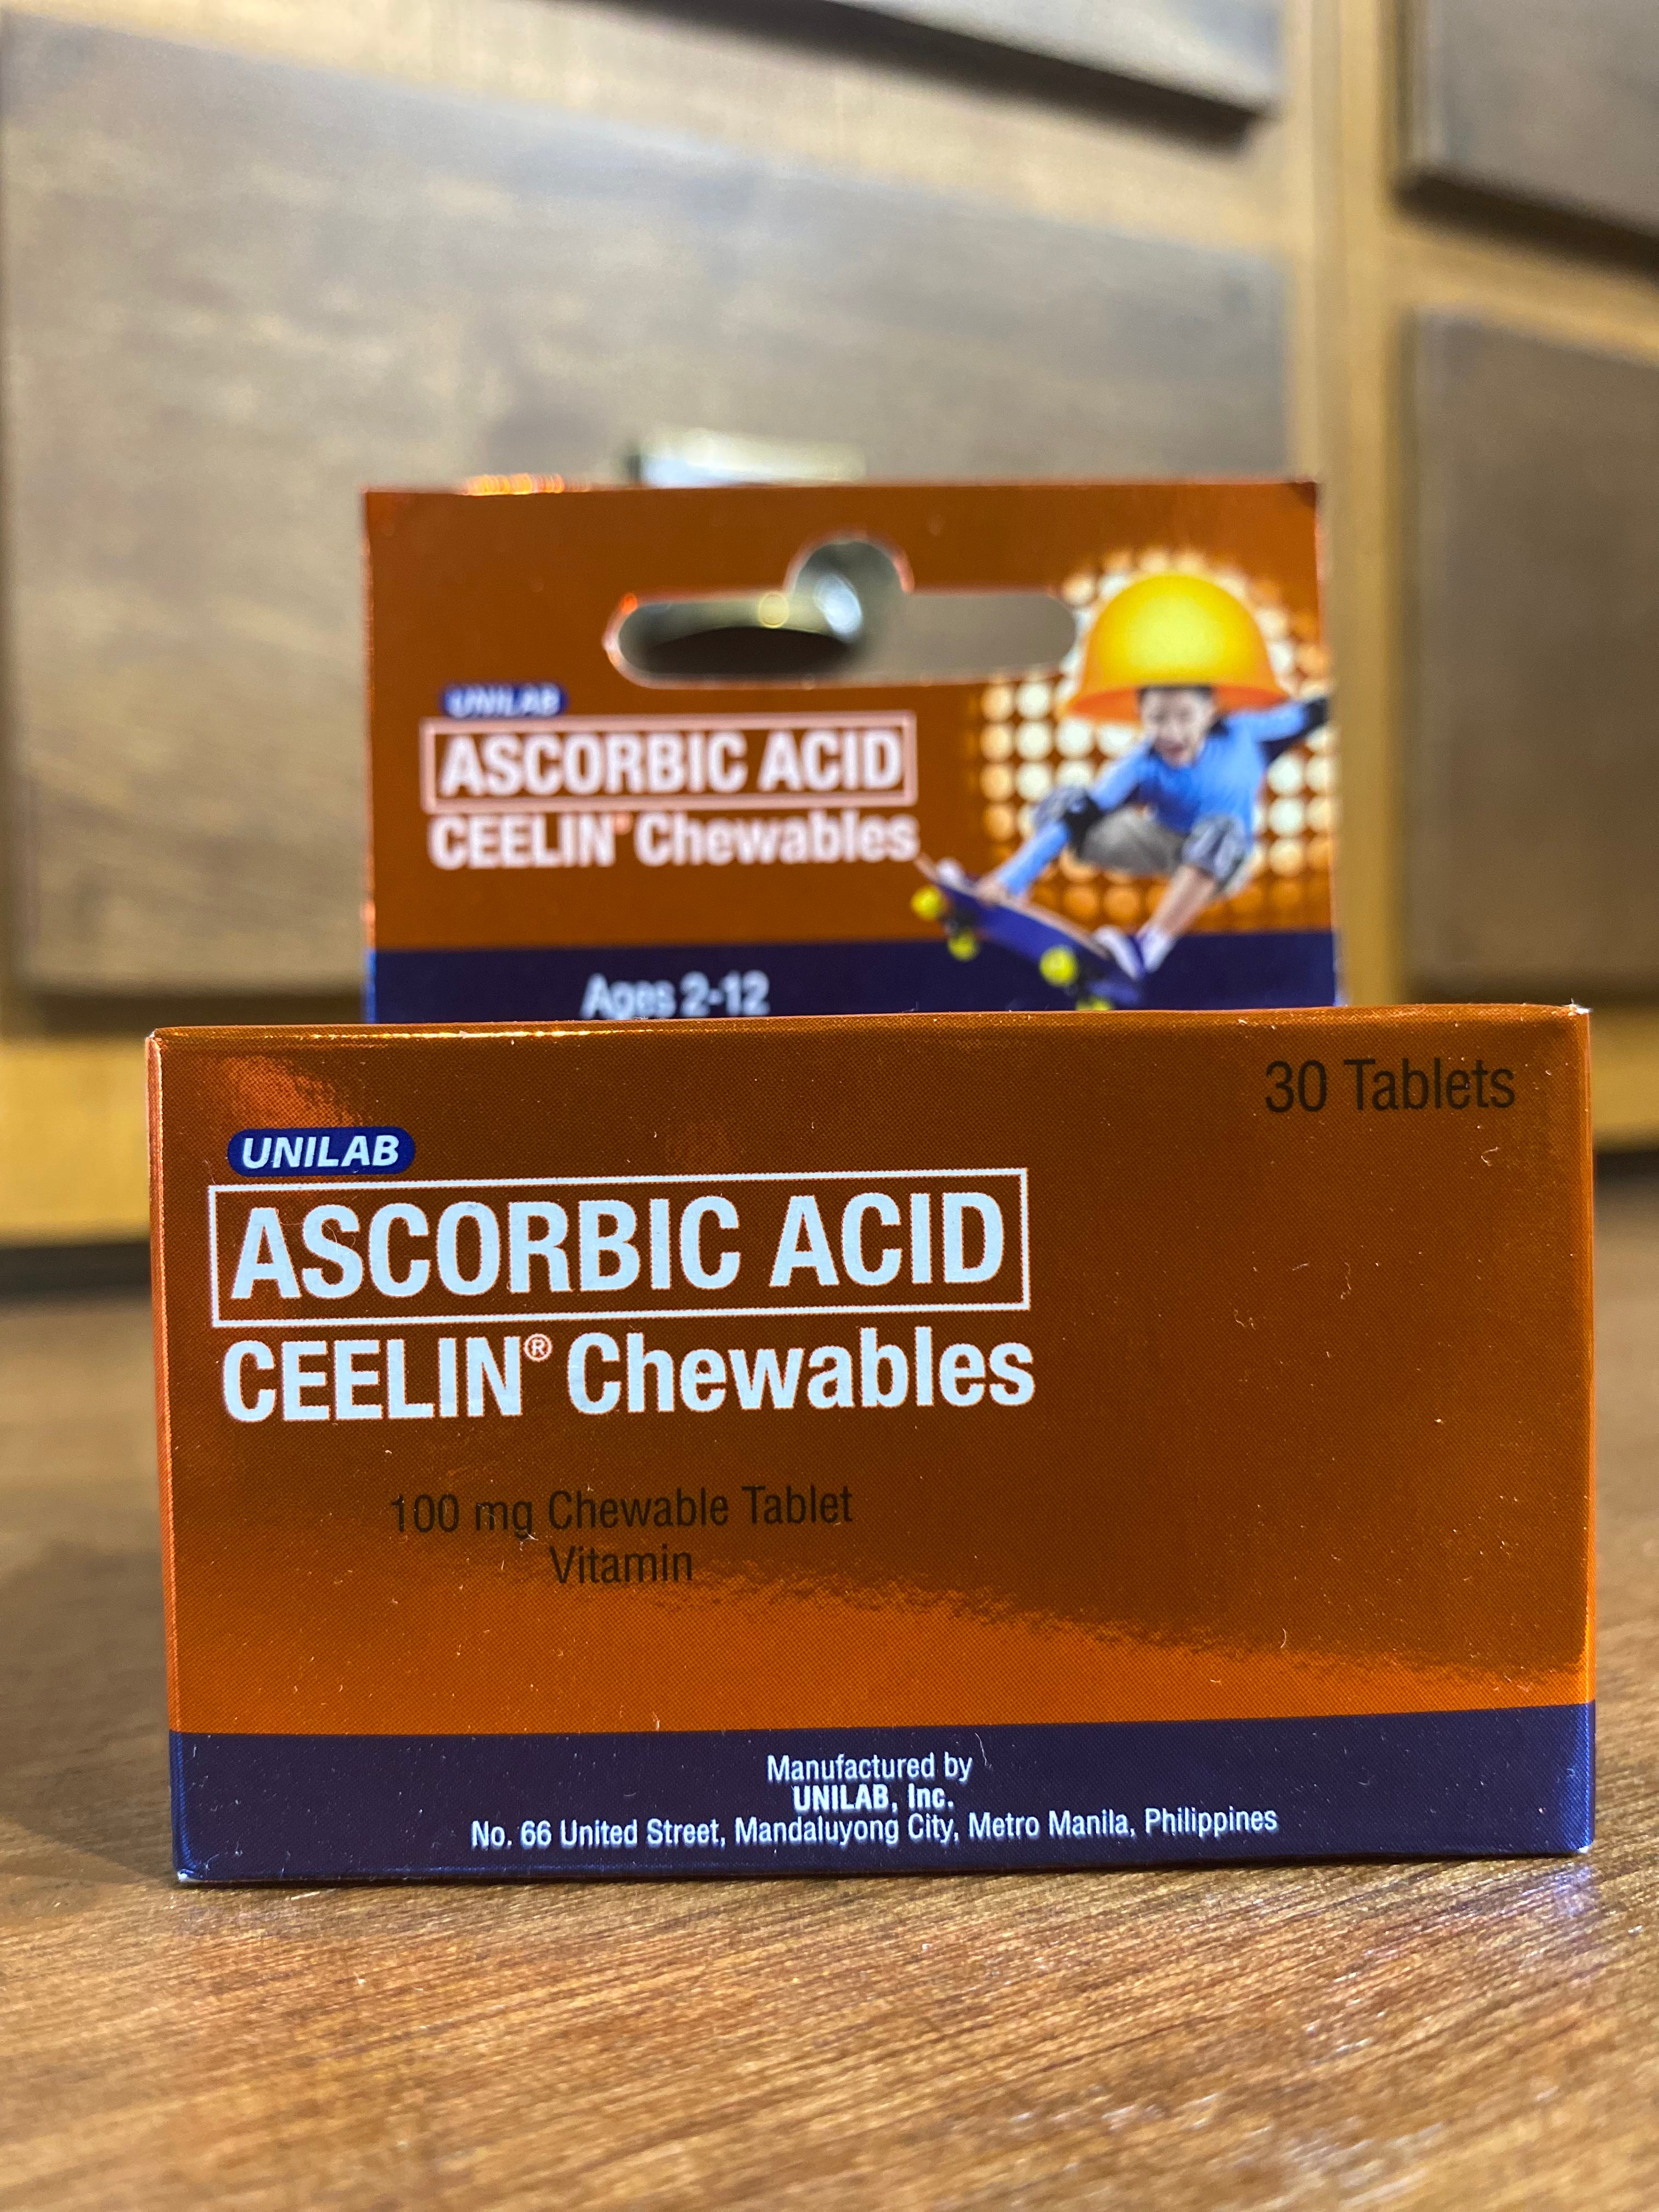 UNILAB
ASCORBIC ACID
CEELIN® Chewables
Ages 2-12
30 Tablets
UNILAB
ASCORBIC ACID
CEELIN® Chewables
100 mg Chewable Tablet
Vitamin
Manufactured by
UNILAB, Inc.
No. 66 United Street, Mandaluyong City, Metro Manila, Philippines